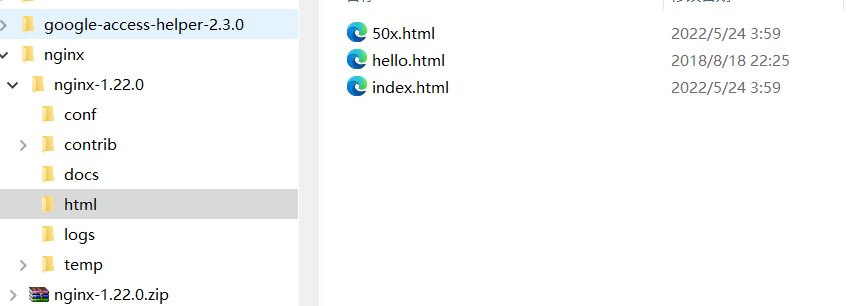 google-access-helper-2.3.0
nginx
nginx-1.22.0
conf
contrib
docs
html
logs
temp
nginx-1.22.0.zip
50x.html 2022/5/24 3:59
hello.html 2018/8/18 22:25
index.html 2022/5/24 3:59